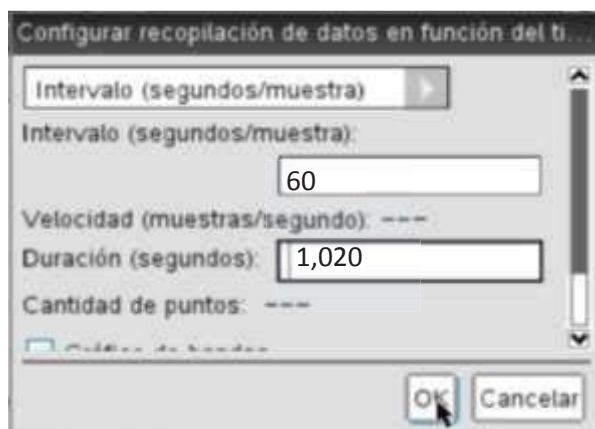 Configurar recopilación de datos en función del ti...
Intervalo (segundos/muestra)
Intervalo (segundos/muestra):
60
Velocidad (muestras/segundo): ---
Duración (segundos): 1,020
Cantidad de puntos: ---
OK Cancelar